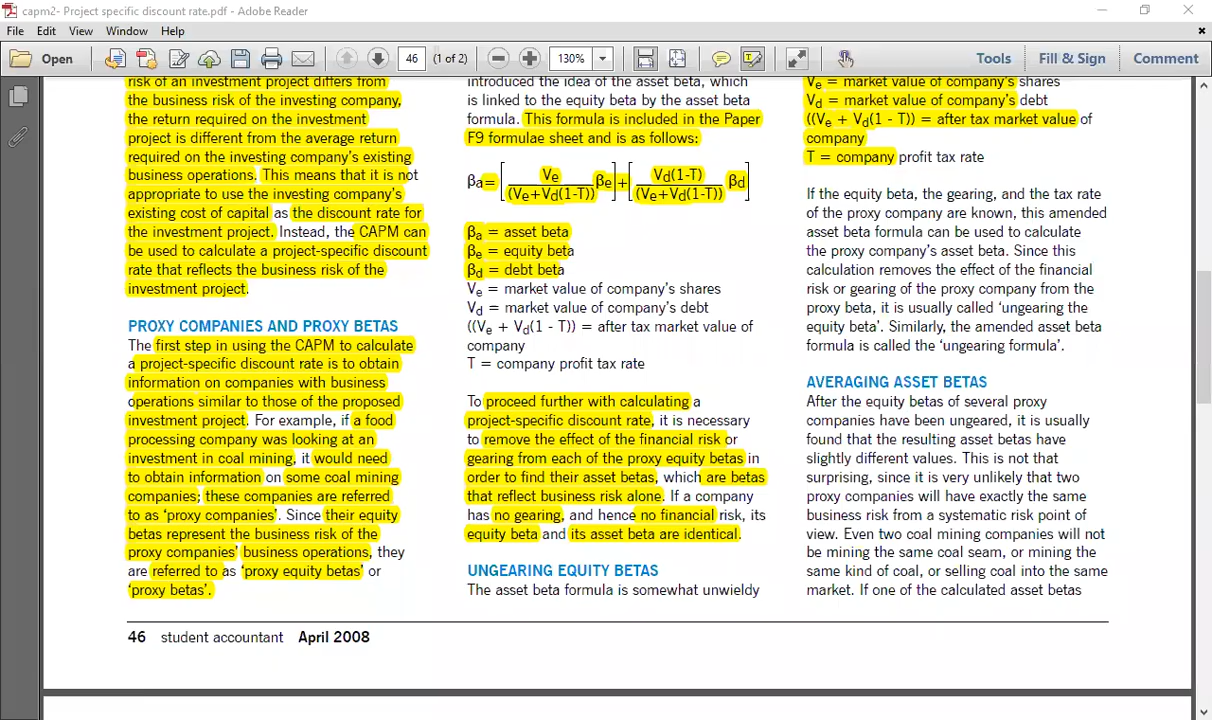 capm2- Project specific discount rate.pdf - Adobe Reader
File Edit View Window Help
Open
46 (1 of 2)
130%
Tools
Fill & Sign
Comment
risk of an investment project differs from
the business risk of the investing company,
the return required on the investment
project is different from the average return
required on the investing company’s existing
business operations. This means that it is not
appropriate to use the investing company’s
existing cost of capital as the discount rate for
the investment project. Instead, the CAPM can
be used to calculate a project-specific discount
rate that reflects the business risk of the
investment project.
PROXY COMPANIES AND PROXY BETAS
The first step in using the CAPM to calculate
a project-specific discount rate is to obtain
information on companies with business
operations similar to those of the proposed
investment project. For example, if a food
processing company was looking at an
investment in coal mining, it would need
to obtain information on some coal mining
companies; these companies are referred
to as ‘proxy companies’. Since their equity
betas represent the business risk of the
proxy companies’ business operations, they
are referred to as ‘proxy equity betas’ or
‘proxy betas’.
introduced the idea of the asset beta, which
is linked to the equity beta by the asset beta
formula. This formula is included in the Paper
F9 formulae sheet and is as follows:
βa= [ Ve / (Ve+Vd(1-T)) βe ] + [ Vd(1-T) / (Ve+Vd(1-T)) βd ]
βa = asset beta
βe = equity beta
βd = debt beta
Ve = market value of company’s shares
Vd = market value of company’s debt
((Ve + Vd(1 - T)) = after tax market value of
company
T = company profit tax rate
To proceed further with calculating a
project-specific discount rate, it is necessary
to remove the effect of the financial risk or
gearing from each of the proxy equity betas in
order to find their asset betas, which are betas
that reflect business risk alone. If a company
has no gearing, and hence no financial risk, its
equity beta and its asset beta are identical.
UNGEARING EQUITY BETAS
The asset beta formula is somewhat unwieldy
Ve = market value of company’s shares
Vd = market value of company’s debt
((Ve + Vd(1 - T)) = after tax market value of
company
T = company profit tax rate
If the equity beta, the gearing, and the tax rate
of the proxy company are known, this amended
asset beta formula can be used to calculate
the proxy company’s asset beta. Since this
calculation removes the effect of the financial
risk or gearing of the proxy company from the
proxy beta, it is usually called ‘ungearing the
equity beta’. Similarly, the amended asset beta
formula is called the ‘ungearing formula’.
AVERAGING ASSET BETAS
After the equity betas of several proxy
companies have been ungeared, it is usually
found that the resulting asset betas have
slightly different values. This is not that
surprising, since it is very unlikely that two
proxy companies will have exactly the same
business risk from a systematic risk point of
view. Even two coal mining companies will not
be mining the same coal seam, or mining the
same kind of coal, or selling coal into the same
market. If one of the calculated asset betas
46 student accountant April 2008